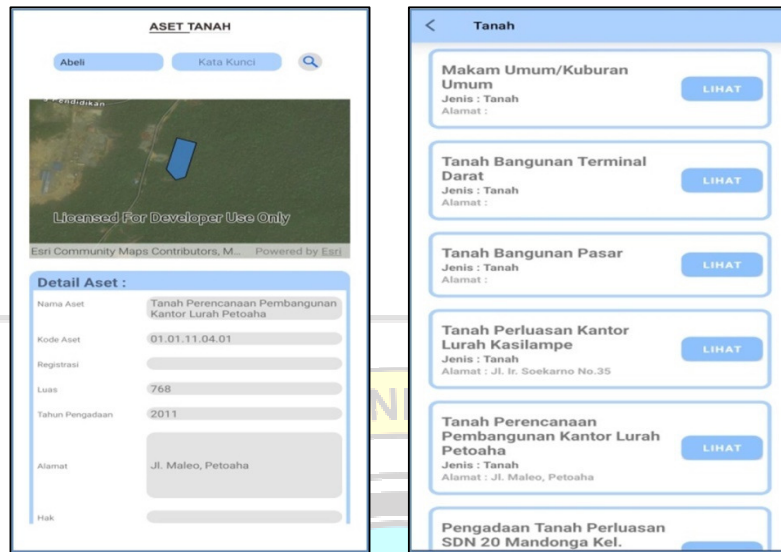 ASET TANAH
Abeli
Kata Kunci
Pendidikan
Licensed For Developer Use Only
Esri Community Maps Contributors, M...
Powered by Esri
Detail Aset :
Nama Aset
Tanah Perencanaan Pembangunan
Kantor Lurah Petoaha
Kode Aset
01.01.11.04.01
Registrasi
Luas
768
Tahun Pengadaan
2011
Alamat
Jl. Maleo, Petoaha
Hak
Tanah
Makam Umum/Kuburan
Umum
Jenis : Tanah
Alamat :
LIHAT
Tanah Bangunan Terminal
Darat
Jenis : Tanah
Alamat :
LIHAT
Tanah Bangunan Pasar
Jenis : Tanah
Alamat :
LIHAT
Tanah Perluasan Kantor
Lurah Kasilampe
Jenis : Tanah
Alamat : Jl. Ir. Soekarno No.35
LIHAT
Tanah Perencanaan
Pembangunan Kantor Lurah
Petoaha
Jenis : Tanah
Alamat : Jl. Maleo, Petoaha
LIHAT
Pengadaan Tanah Perluasan
SDN 20 Mandonga Kel.